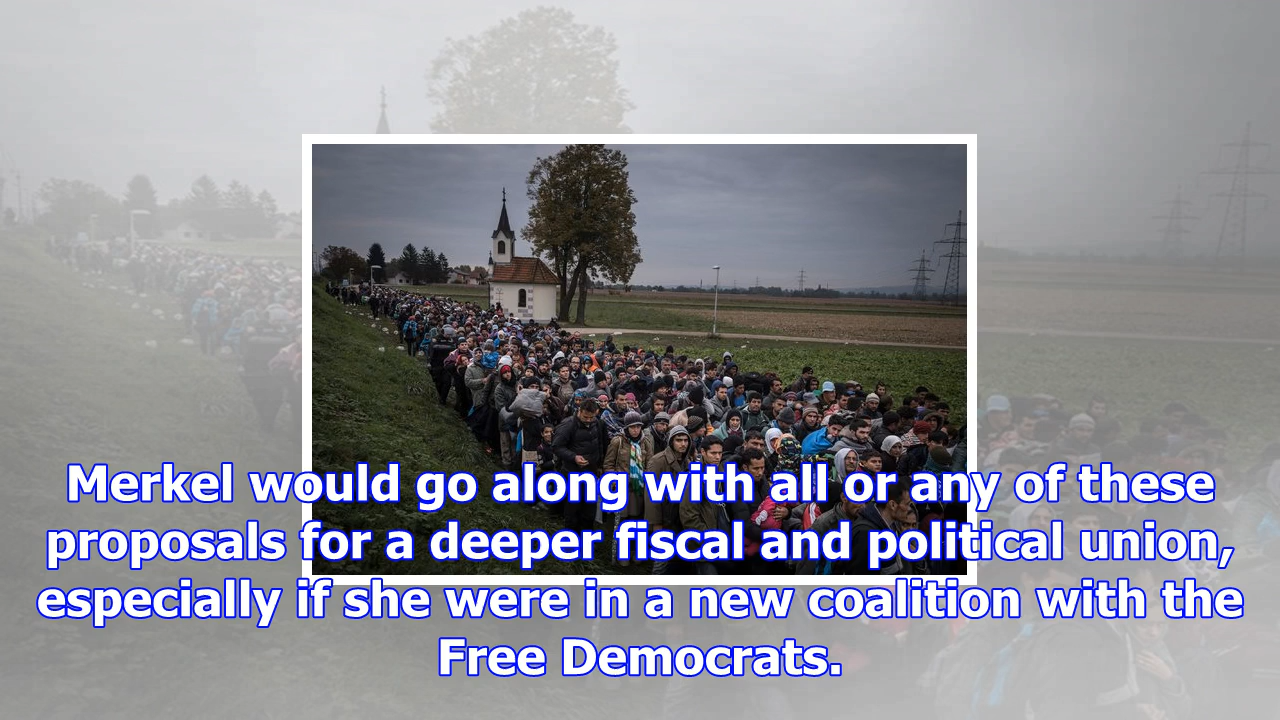 Merkel would go along with all or any of these
proposals for a deeper fiscal and political union,
especially if she were in a new coalition with the
Free Democrats.